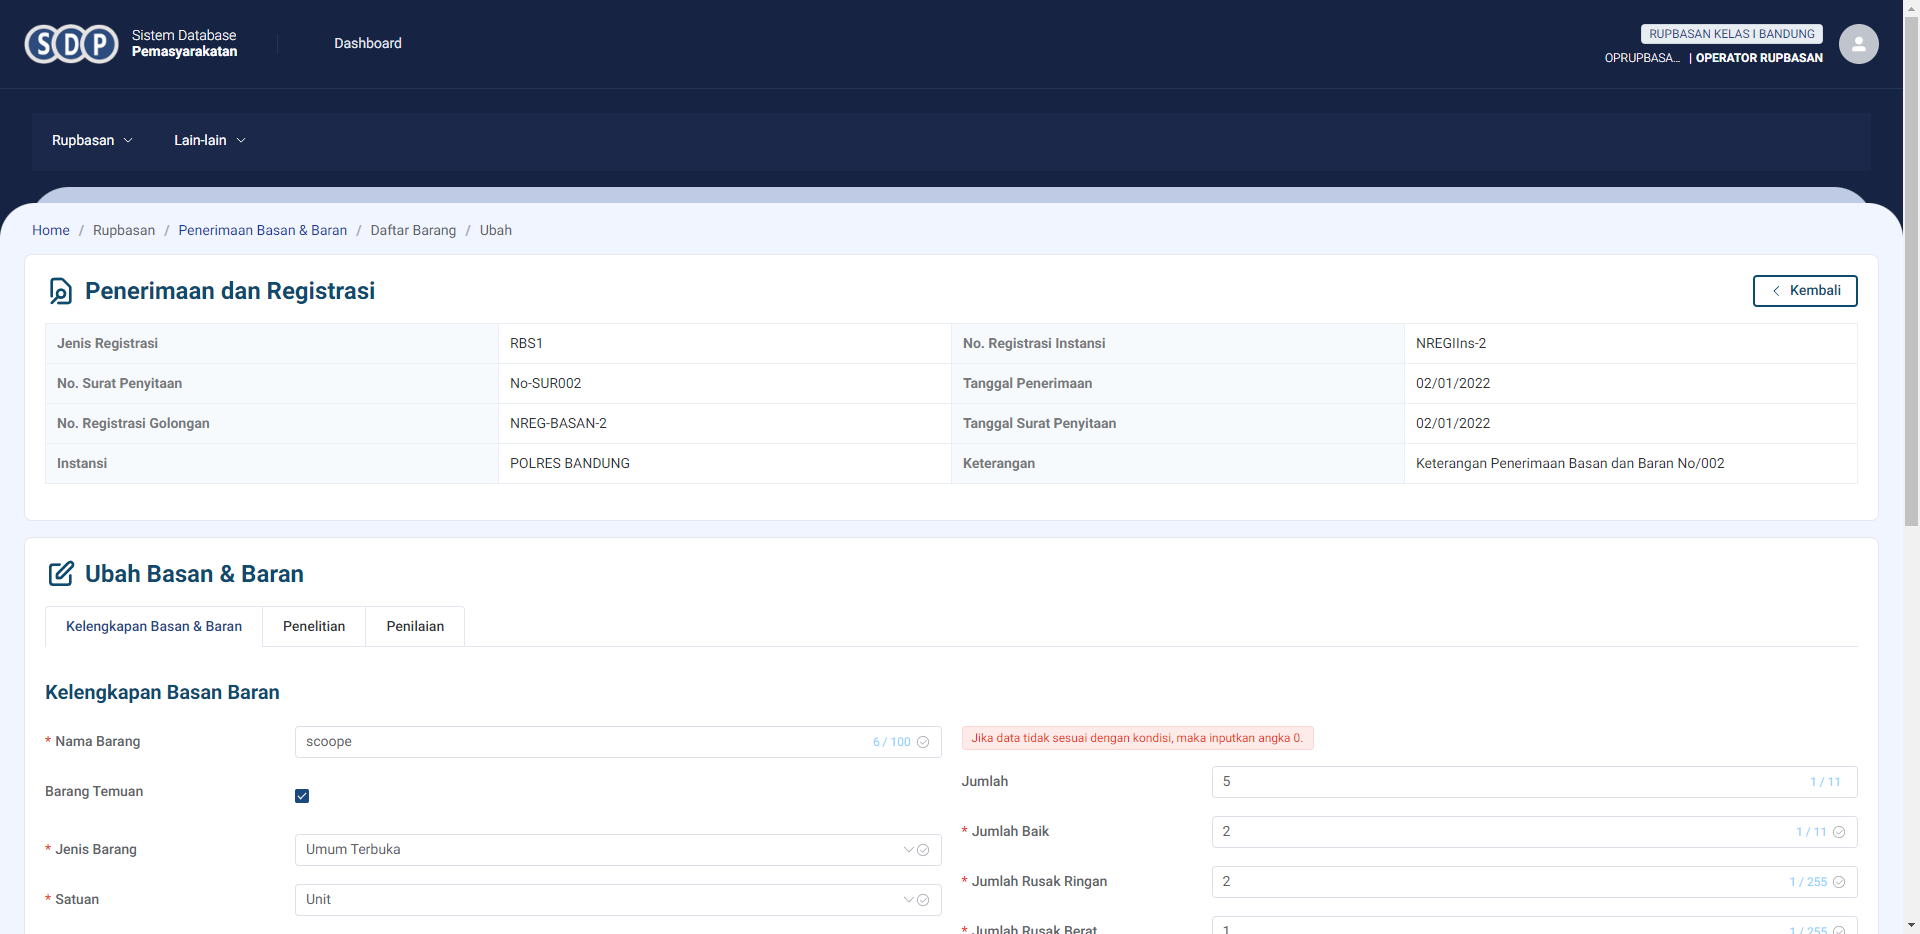 SDP
Sistem Database
Pemasyarakatan
Dashboard
RUPBASAN KELAS I BANDUNG
OPRUPBASA... | OPERATOR RUPBASAN
Rupbasan
Lain-lain
Home / Rupbasan / Penerimaan Basan & Baran / Daftar Barang / Ubah
Penerimaan dan Registrasi
Kembali
Jenis Registrasi RBS1 No. Registrasi Instansi NREGIIns-2
No. Surat Penyitaan No-SUR002 Tanggal Penerimaan 02/01/2022
No. Registrasi Golongan NREG-BASAN-2 Tanggal Surat Penyitaan 02/01/2022
Instansi POLRES BANDUNG Keterangan Keterangan Penerimaan Basan dan Baran No/002
Ubah Basan & Baran
Kelengkapan Basan & Baran Penelitian Penilaian
Kelengkapan Basan Baran
* Nama Barang scoope 6 / 100
Barang Temuan
* Jenis Barang Umum Terbuka
* Satuan Unit
Jika data tidak sesuai dengan kondisi, maka inputkan angka 0.
Jumlah 5 1 / 11
* Jumlah Baik 2 1 / 11
* Jumlah Rusak Ringan 2 1 / 255
* Jumlah Rusak Berat 1 1 / 255